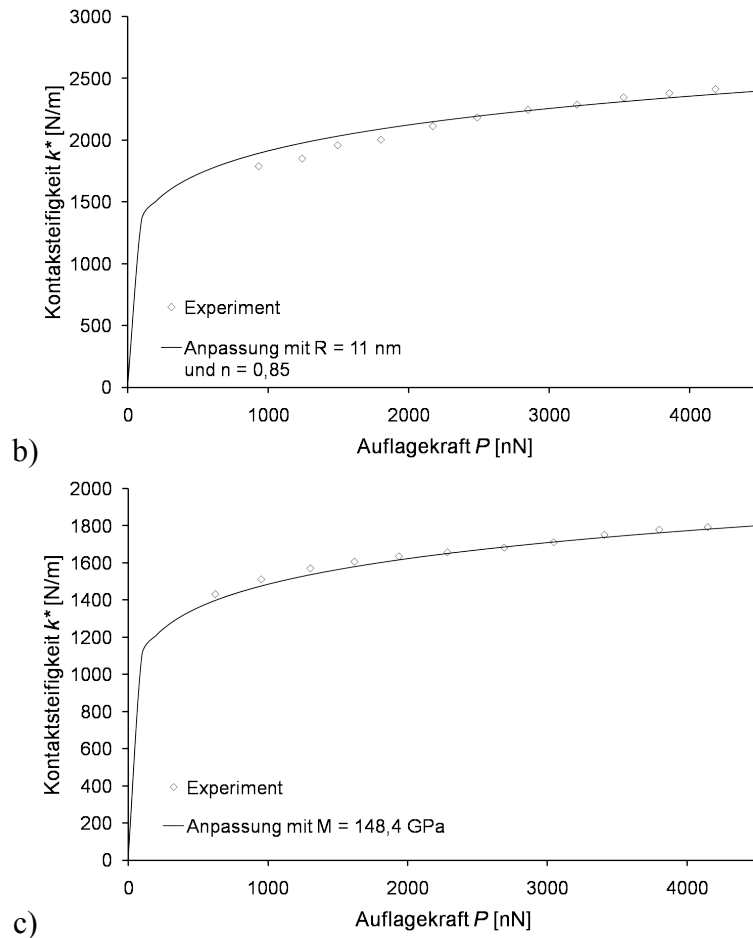 3000
2500
2000
1500
1000
500
0
Kontaksteifigkeit k* [N/m]
Experiment
Anpassung mit R = 11 nm
und n = 0,85
0 1000 2000 3000 4000
Auflagekraft P [nN]
b)
2000
1800
1600
1400
1200
1000
800
600
400
200
0
Kontaktsteifigkeit k* [N/m]
Experiment
Anpassung mit M = 148,4 GPa
0 1000 2000 3000 4000
Auflagekraft P [nN]
c)